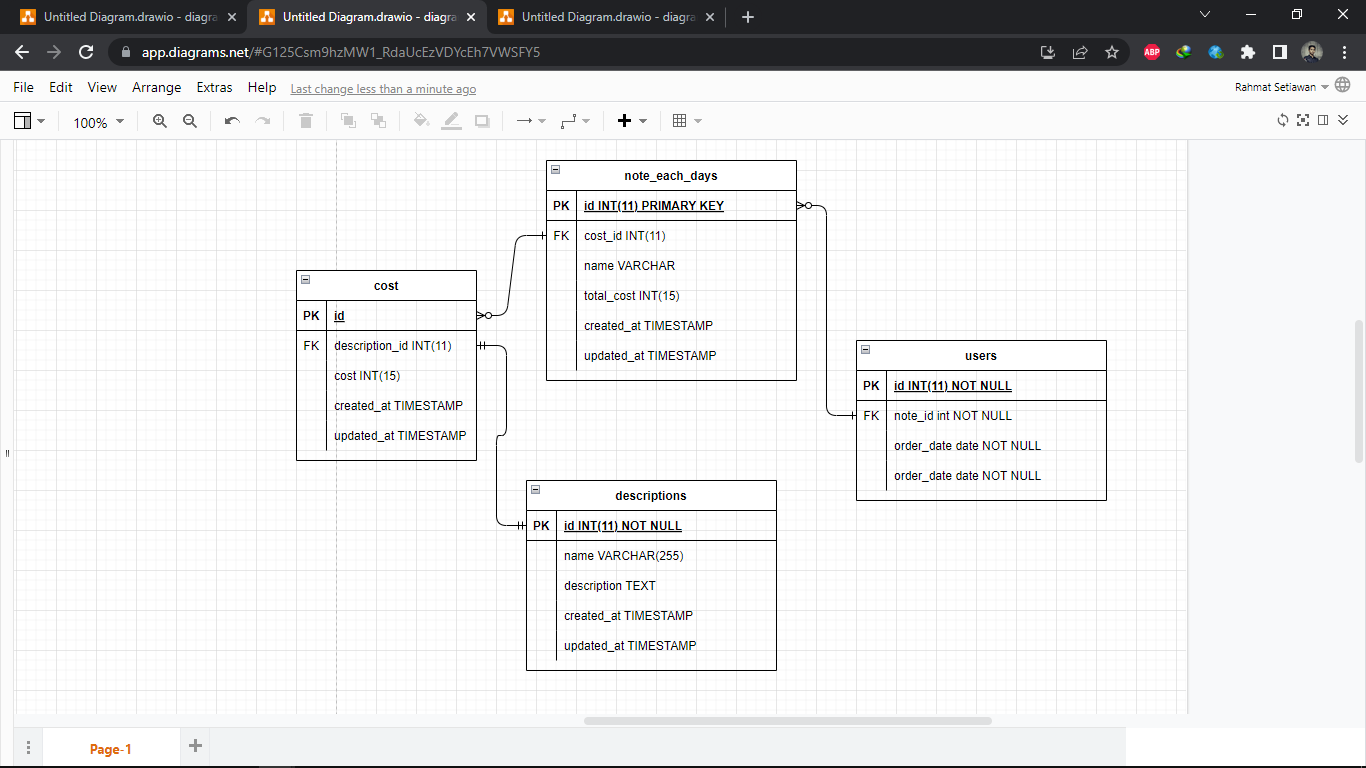 Untitled Diagram.drawio - diagra
Untitled Diagram.drawio - diagra
Untitled Diagram.drawio - diagra
app.diagrams.net/#G125Csm9hzMW1_RdaUcEzVDYcEh7VWSFY5
ABP
File Edit View Arrange Extras Help Last change less than a minute ago
Rahmat Setiawan
100%
note_each_days
PK id INT(11) PRIMARY KEY
FK cost_id INT(11)
name VARCHAR
total_cost INT(15)
created_at TIMESTAMP
updated_at TIMESTAMP
cost
PK id
FK description_id INT(11)
cost INT(15)
created_at TIMESTAMP
updated_at TIMESTAMP
users
PK id INT(11) NOT NULL
FK note_id int NOT NULL
order_date date NOT NULL
order_date date NOT NULL
descriptions
PK id INT(11) NOT NULL
name VARCHAR(255)
description TEXT
created_at TIMESTAMP
updated_at TIMESTAMP
Page-1